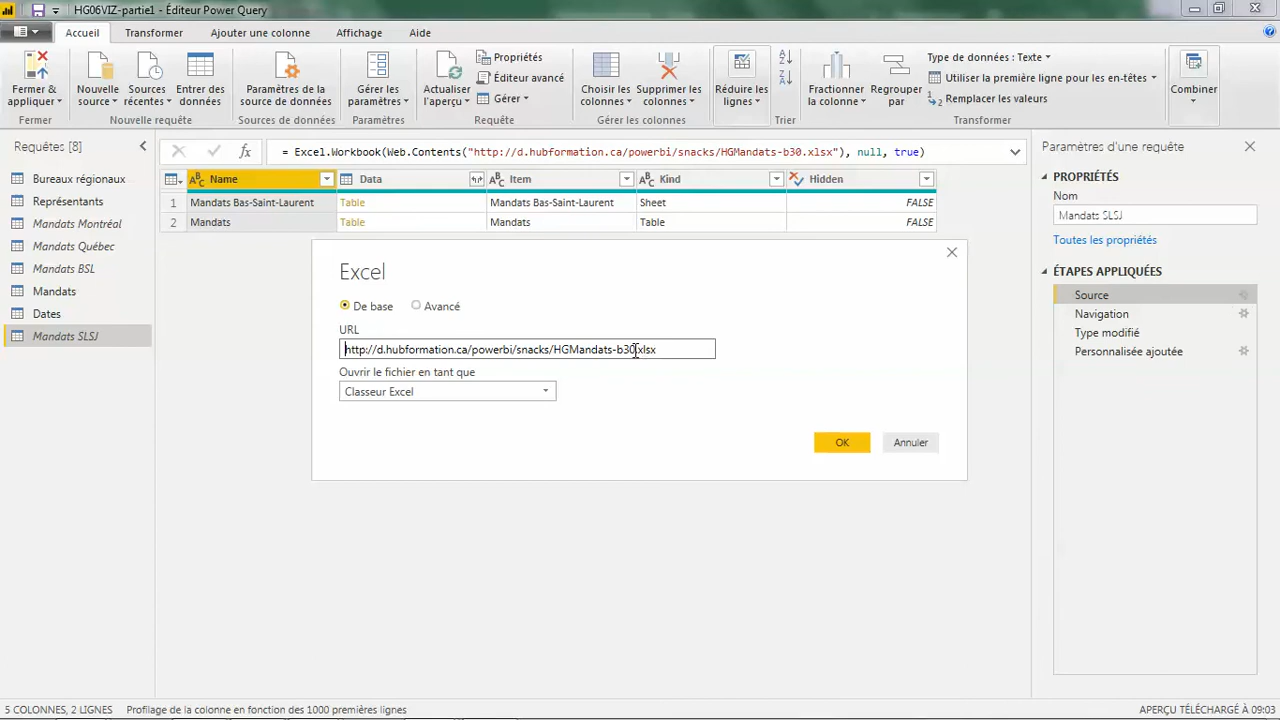 HG06VIZ-partie1 - Éditeur Power Query
Accueil Transformer Ajouter une colonne Affichage Aide
Fermer & appliquer
Nouvelle source
Sources récentes
Entrer des données
Paramètres de la source de données
Gérer les paramètres
Actualiser l'aperçu
Propriétés
Éditeur avancé
Gérer
Choisir les colonnes
Supprimer les colonnes
Réduire les lignes
Fractionner la colonne
Regrouper par
Type de données : Texte
Utiliser la première ligne pour les en-têtes
Remplacer les valeurs
Combiner
Fermer Nouvelle requête Sources de données Paramètres Requête Gérer les colonnes Trier Transformer
Requêtes [8]
Bureaux régionaux
Représentants
Mandats Montréal
Mandats Québec
Mandats BSL
Mandats
Dates
Mandats SLSJ
= Excel.Workbook(Web.Contents("http://d.hubformation.ca/powerbi/snacks/HGMandats-b30.xlsx"), null, true)
Name Data Item Kind Hidden
1 Mandats Bas-Saint-Laurent Table Mandats Bas-Saint-Laurent Sheet FALSE
2 Mandats Table Mandats Table FALSE
Excel
De base Avancé
URL
http://d.hubformation.ca/powerbi/snacks/HGMandats-b30.xlsx
Ouvrir le fichier en tant que
Classeur Excel
OK Annuler
Paramètres d'une requête
PROPRIÉTÉS
Nom
Mandats SLSJ
Toutes les propriétés
ÉTAPES APPLIQUÉES
Source
Navigation
Type modifié
Personnalisée ajoutée
5 COLONNES, 2 LIGNES Profilage de la colonne en fonction des 1000 premières lignes APERÇU TÉLÉCHARGÉ À 09:03